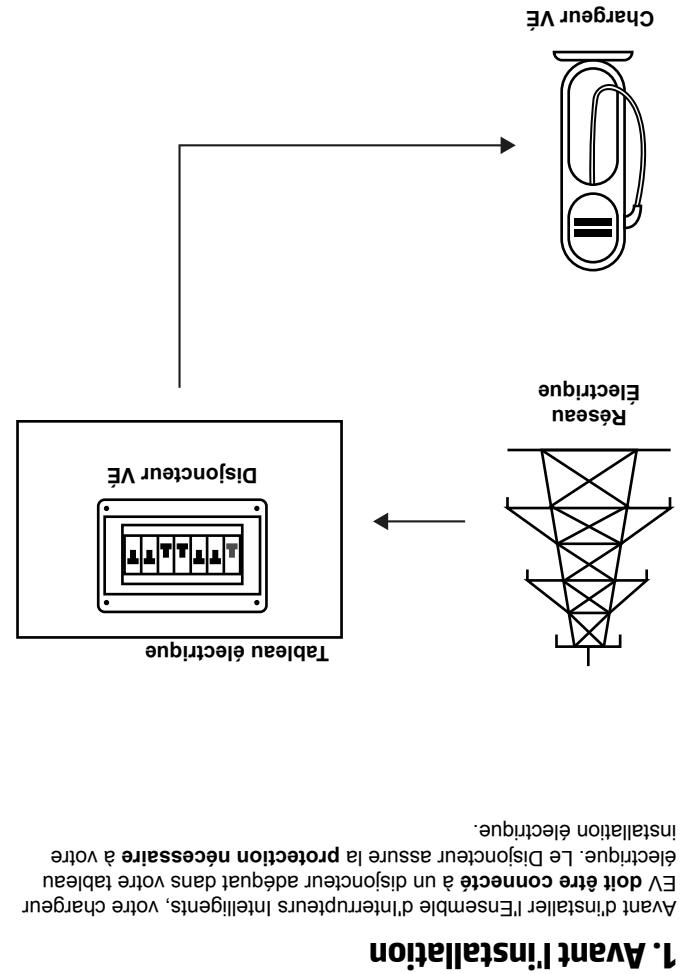 1. Avant l'installation
Avant d'installer l'Ensemble d'Interrupteurs Intelligents, votre chargeur
EV doit être connecté à un disjoncteur adéquat dans votre tableau
électrique. Le Disjoncteur assure la protection nécessaire à votre
installation électrique.
Tableau électrique
Disjoncteur VÉ
Réseau
Électrique
Chargeur VÉ